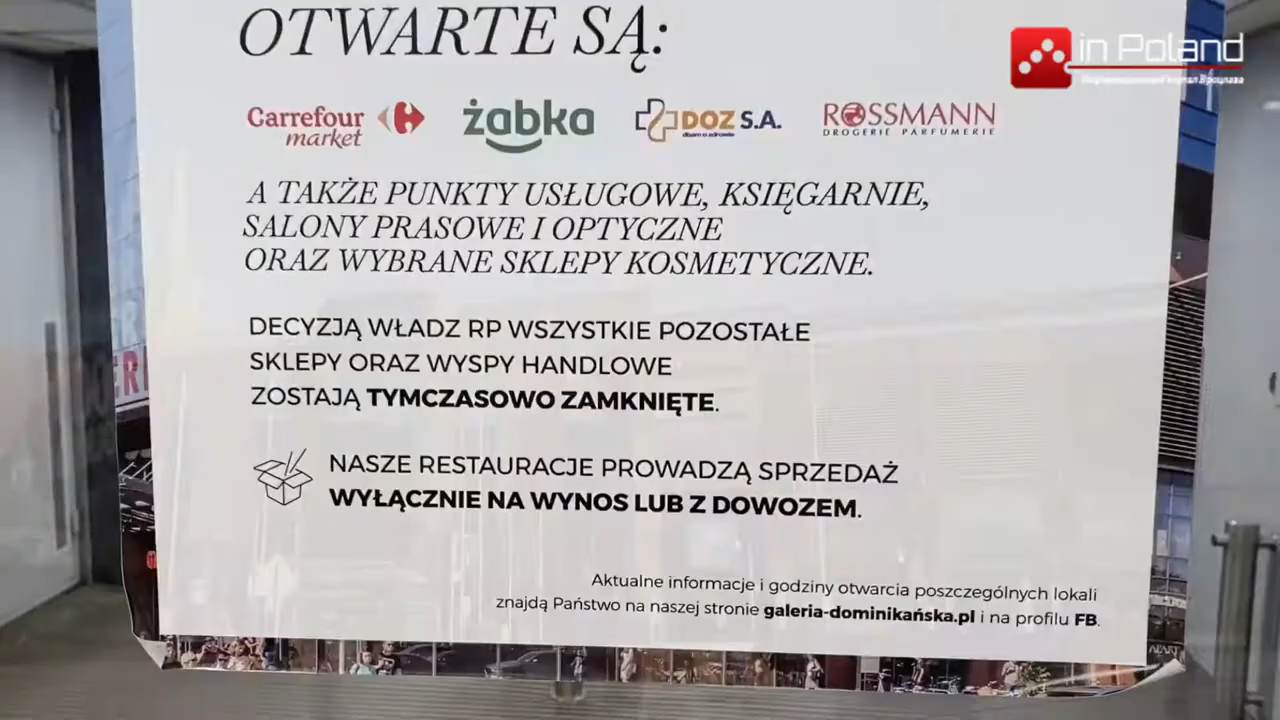 OTWARTE SĄ:
in Poland
Carrefour market
żabka
DOZ S.A.
dbam o zdrowie
ROSSMANN
DROGERIE PARFUMERIE
A TAKŻE PUNKTY USŁUGOWE, KSIĘGARNIE,
SALONY PRASOWE I OPTYCZNE
ORAZ WYBRANE SKLEPY KOSMETYCZNE.
DECYZJĄ WŁADZ RP WSZYSTKIE POZOSTAŁE
SKLEPY ORAZ WYSPY HANDLOWE
ZOSTAJĄ TYMCZASOWO ZAMKNIĘTE.
NASZE RESTAURACJE PROWADZĄ SPRZEDAŻ
WYŁĄCZNIE NA WYNOS LUB Z DOWOZEM.
Aktualne informacje i godziny otwarcia poszczególnych lokali
znajdą Państwo na naszej stronie galeria-dominikańska.pl i na profilu FB.